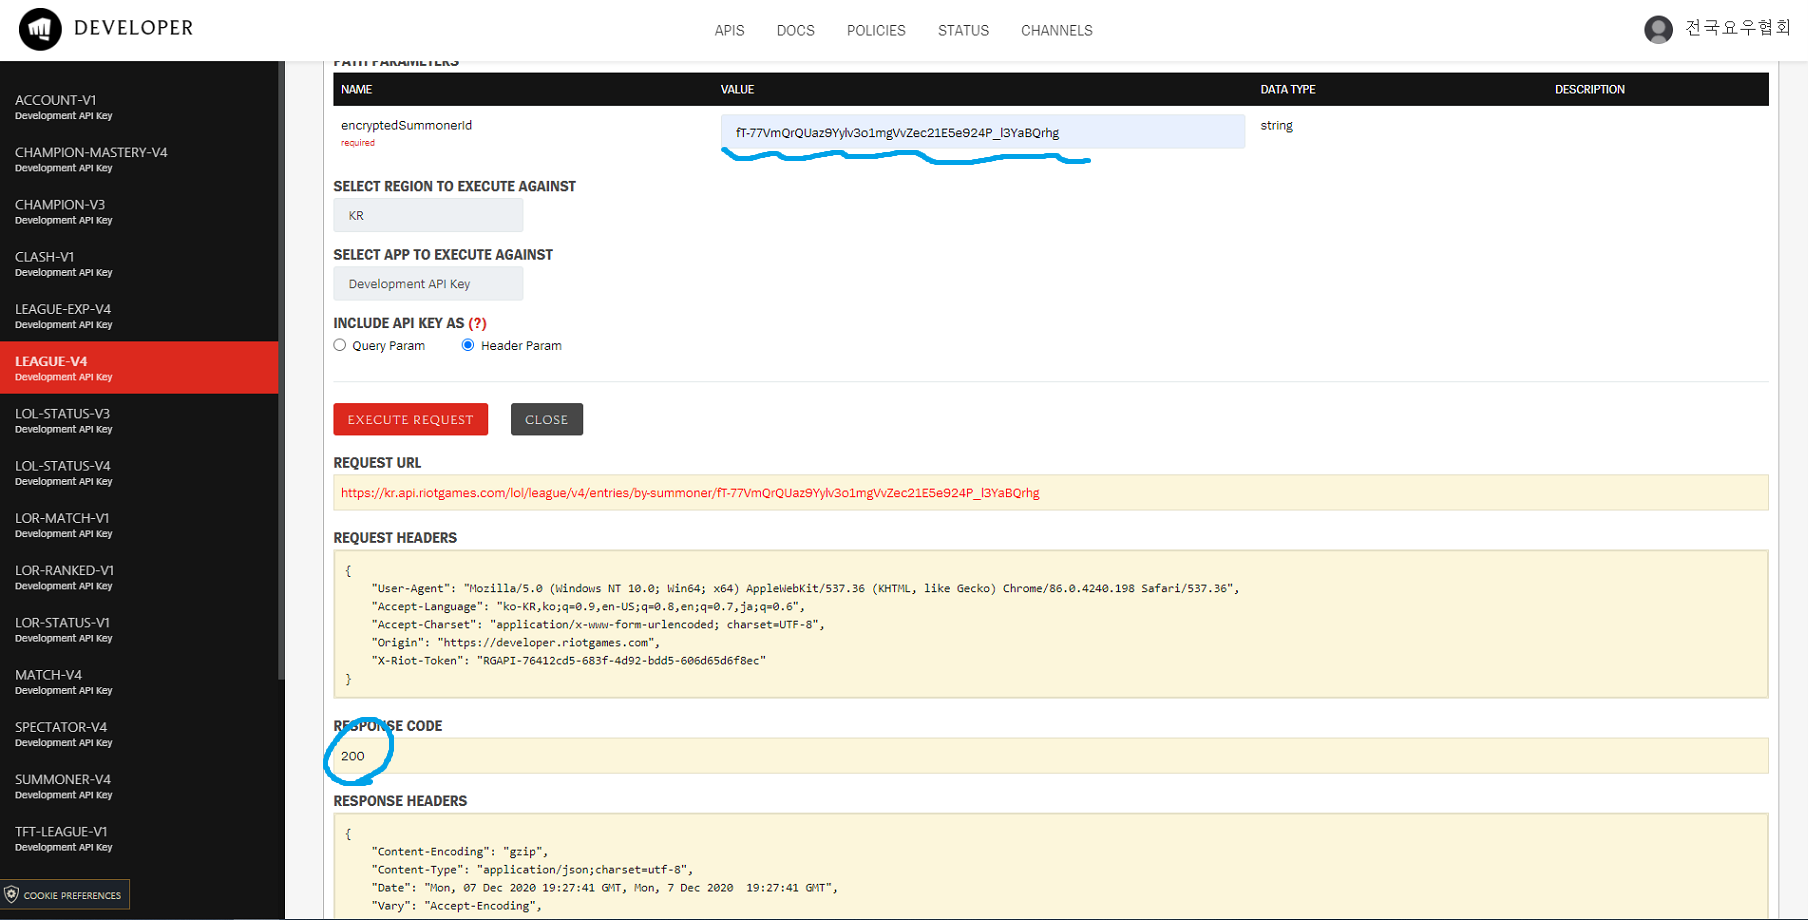 DEVELOPER
APIS
DOCS
POLICIES
STATUS
CHANNELS
전국요우협회
ACCOUNT-V1
Development API Key
CHAMPION-MASTERY-V4
Development API Key
CHAMPION-V3
Development API Key
CLASH-V1
Development API Key
LEAGUE-EXP-V4
Development API Key
LEAGUE-V4
Development API Key
LOL-STATUS-V3
Development API Key
LOL-STATUS-V4
Development API Key
LOR-MATCH-V1
Development API Key
LOR-RANKED-V1
Development API Key
LOR-STATUS-V1
Development API Key
MATCH-V4
Development API Key
SPECTATOR-V4
Development API Key
SUMMONER-V4
Development API Key
TFT-LEAGUE-V1
Development API Key
COOKIE PREFERENCES
PATH PARAMETERS
NAME VALUE DATA TYPE DESCRIPTION
encryptedSummonerId fT-77VmQrQUaz9Yylv3o1mgVvZec21E5e924P_l3YaBQrhg string
required
SELECT REGION TO EXECUTE AGAINST
KR
SELECT APP TO EXECUTE AGAINST
Development API Key
INCLUDE API KEY AS (?)
Query Param Header Param
EXECUTE REQUEST CLOSE
REQUEST URL
https://kr.api.riotgames.com/lol/league/v4/entries/by-summoner/fT-77VmQrQUaz9Yylv3o1mgVvZec21E5e924P_l3YaBQrhg
REQUEST HEADERS
{
"User-Agent": "Mozilla/5.0 (Windows NT 10.0; Win64; x64) AppleWebKit/537.36 (KHTML, like Gecko) Chrome/86.0.4240.198 Safari/537.36",
"Accept-Language": "ko-KR,ko;q=0.9,en-US;q=0.8,en;q=0.7,ja;q=0.6",
"Accept-Charset": "application/x-www-form-urlencoded; charset=UTF-8",
"Origin": "https://developer.riotgames.com",
"X-Riot-Token": "RGAPI-76412cd5-683f-4d92-bdd5-606d65d6f8ec"
}
RESPONSE CODE
200
RESPONSE HEADERS
{
"Content-Encoding": "gzip",
"Content-Type": "application/json;charset=utf-8",
"Date": "Mon, 07 Dec 2020 19:27:41 GMT, Mon, 7 Dec 2020  19:27:41 GMT",
"Vary": "Accept-Encoding",